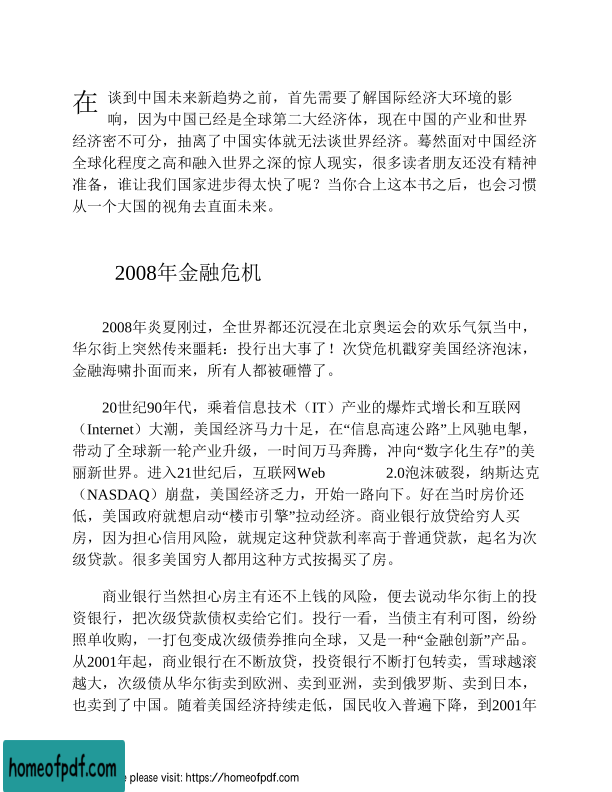 在 谈到中国未来新趋势之前，首先需要了解国际经济大环境的影
响，因为中国已经是全球第二大经济体，现在中国的产业和世界
经济密不可分，抽离了中国实体就无法谈世界经济。蓦然面对中国经济
全球化程度之高和融入世界之深的惊人现实，很多读者朋友还没有精神
准备，谁让我们国家进步得太快了呢？当你合上这本书之后，也会习惯
从一个大国的视角去直面未来。
2008年金融危机
2008年炎夏刚过，全世界都还沉浸在北京奥运会的欢乐气氛当中，
华尔街上突然传来噩耗：投行出大事了！次贷危机戳穿美国经济泡沫，
金融海啸扑面而来，所有人都被砸懵了。
20世纪90年代，乘着信息技术（IT）产业的爆炸式增长和互联网
（Internet）大潮，美国经济马力十足，在“信息高速公路”上风驰电掣，
带动了全球新一轮产业升级，一时间万马奔腾，冲向“数字化生存”的美
丽新世界。进入21世纪后，互联网Web 2.0泡沫破裂，纳斯达克
（NASDAQ）崩盘，美国经济乏力，开始一路向下。好在当时房价还
低，美国政府就想启动“楼市引擎”拉动经济。商业银行放贷给穷人买
房，因为担心信用风险，就规定这种贷款利率高于普通贷款，起名为次
级贷款。很多美国穷人都用这种方式按揭买了房。
商业银行当然担心房主有还不上钱的风险，便去说动华尔街上的投
资银行，把次级贷款债权卖给它们。投行一看，当债主有利可图，纷纷
照单收购，一打包变成次级债券推向全球，又是一种“金融创新”产品。
从2001年起，商业银行在不断放贷，投资银行不断打包转卖，雪球越滚
越大，次级债从华尔街卖到欧洲、卖到亚洲，卖到俄罗斯、卖到日本，
也卖到了中国。随着美国经济持续走低，国民收入普遍下降，到2001年
homeofpdf.com
e please visit: https://homeofpdf.com